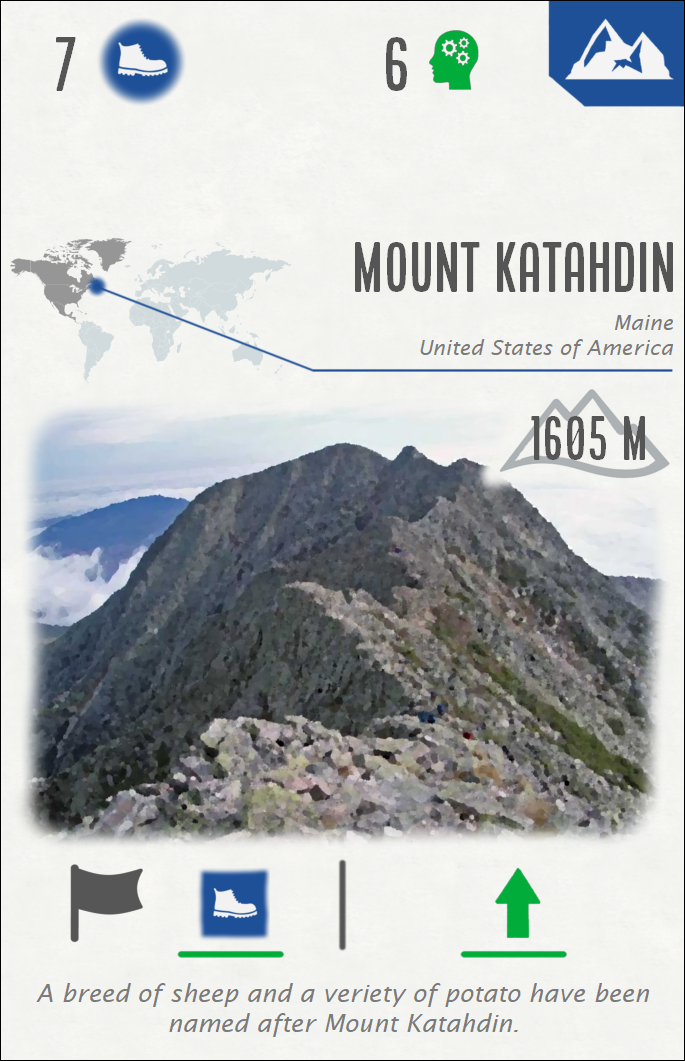 7
6
MOUNT KATAHDIN
Maine
United States of America
1605 M
A breed of sheep and a veriety of potato have been
named after Mount Katahdin.